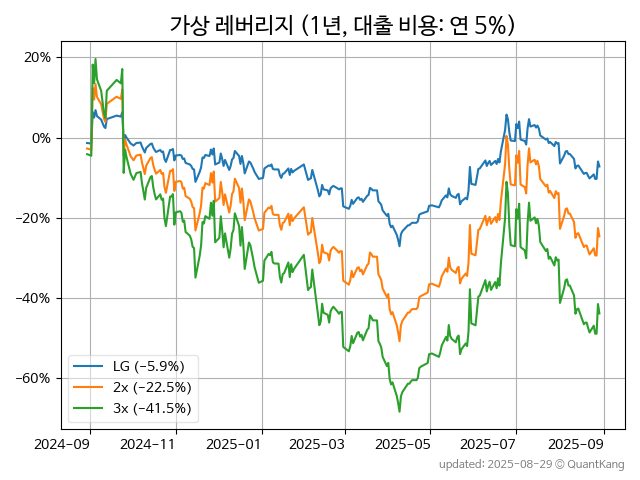 가상 레버리지 (1년, 대출 비용: 연 5%)
20%
0%
−20%
−40%
−60%
LG (−5.9%)
2x (−22.5%)
3x (−41.5%)
2024-09 2024-11 2025-01 2025-03 2025-05 2025-07 2025-09
updated: 2025-08-29 © QuantKang